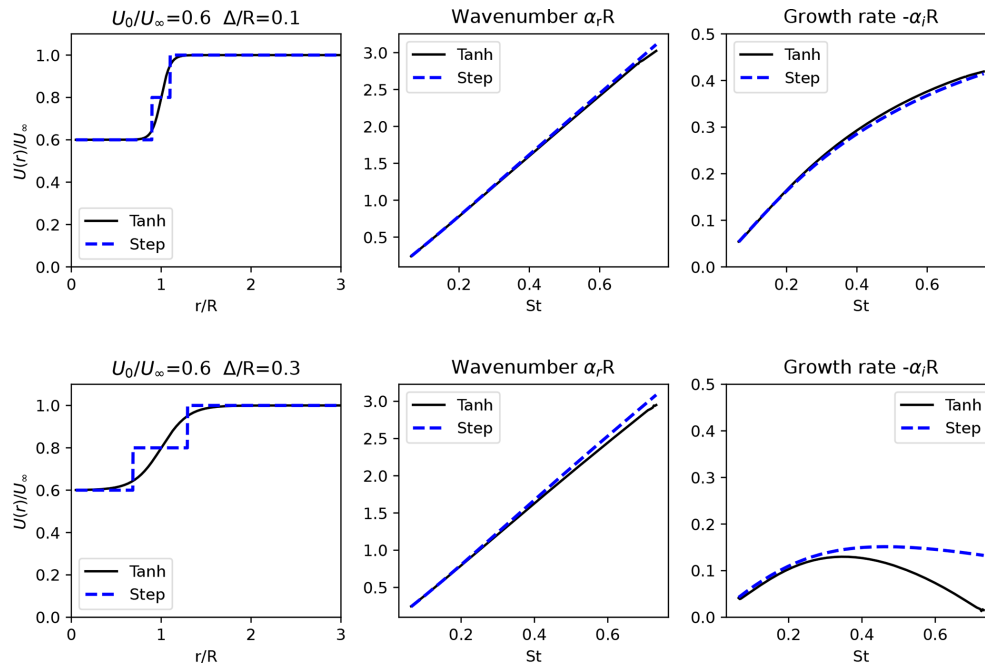 U₀/U∞=0.6 Δ/R=0.1
U(r)/U∞
1.0
0.8
0.6
0.4
0.2
0.0
0
1
2
3
r/R
Tanh
Step
Wavenumber αᵣR
3.0
2.5
2.0
1.5
1.0
0.5
0.2
0.4
0.6
St
Tanh
Step
Growth rate -αᵢR
0.5
0.4
0.3
0.2
0.1
0.0
0.2
0.4
0.6
St
Tanh
Step
U₀/U∞=0.6 Δ/R=0.3
U(r)/U∞
1.0
0.8
0.6
0.4
0.2
0.0
0
1
2
3
r/R
Tanh
Step
Wavenumber αᵣR
3.0
2.5
2.0
1.5
1.0
0.5
0.2
0.4
0.6
St
Tanh
Step
Growth rate -αᵢR
0.5
0.4
0.3
0.2
0.1
0.0
0.2
0.4
0.6
St
Tanh
Step